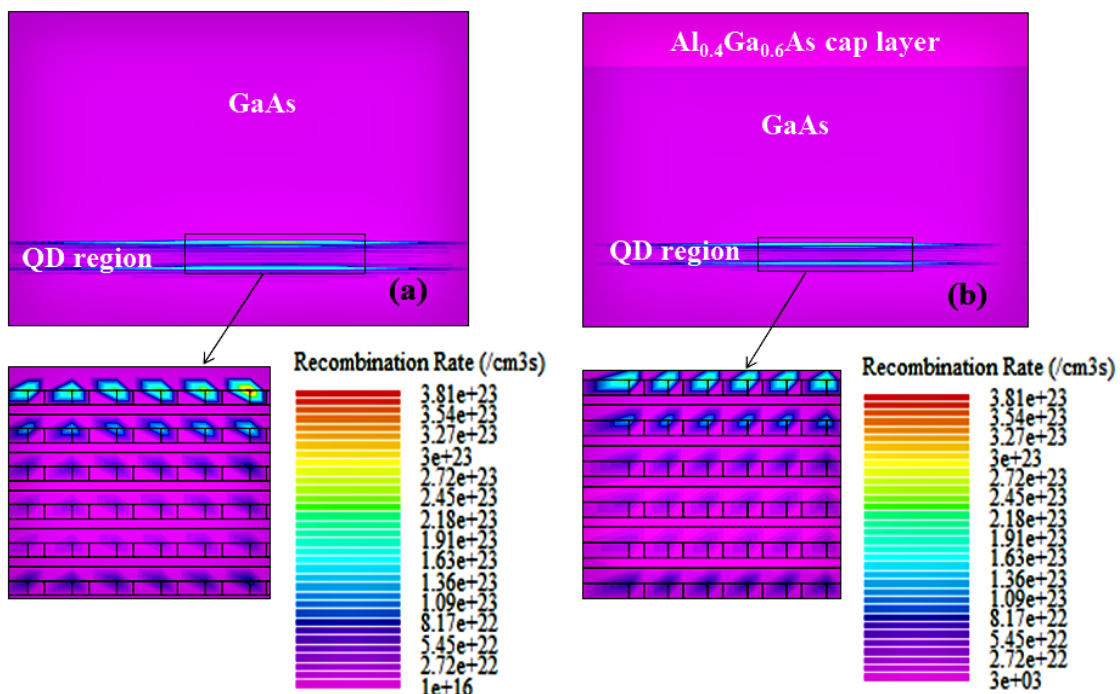 GaAs
QD region
(a)
Al0.4Ga0.6As cap layer
GaAs
QD region
(b)
Recombination Rate (/cm3s)
3.81e+23
3.54e+23
3.27e+23
3e+23
2.72e+23
2.45e+23
2.18e+23
1.91e+23
1.63e+23
1.36e+23
1.09e+23
8.17e+22
5.45e+22
2.72e+22
1e+16
Recombination Rate (/cm3s)
3.81e+23
3.54e+23
3.27e+23
3e+23
2.72e+23
2.45e+23
2.18e+23
1.91e+23
1.63e+23
1.36e+23
1.09e+23
8.17e+22
5.45e+22
2.72e+22
3e+03